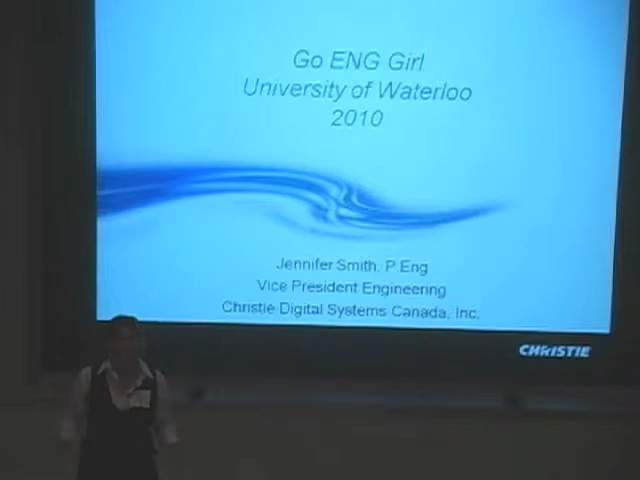 Go ENG Girl
University of Waterloo
2010
Jennifer Smith, P.Eng
Vice President Engineering
Christie Digital Systems Canada, Inc.
CHRISTIE